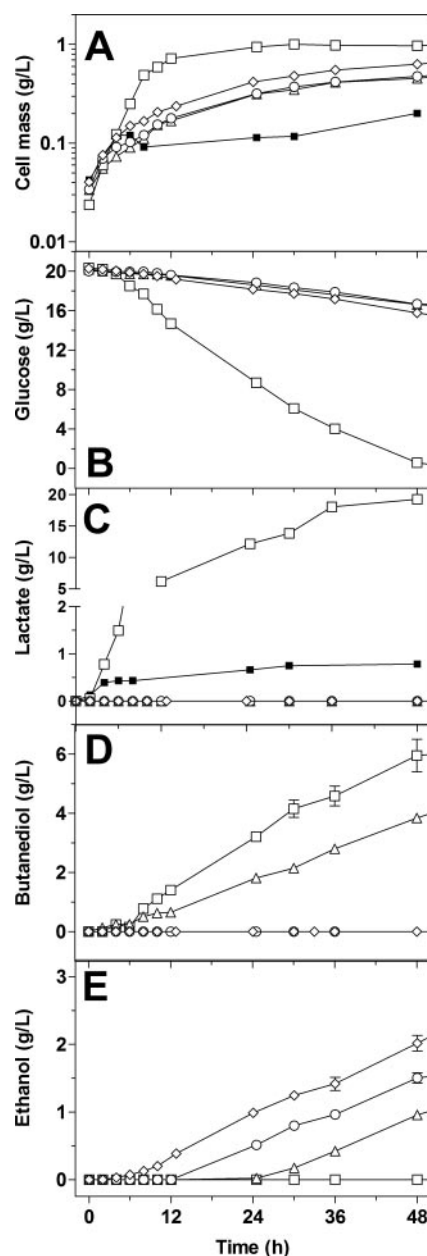 A
Cell mass (g/L)
1
0.1
0.01
B
Glucose (g/L)
20
16
12
8
4
0
C
Lactate (g/L)
20
15
10
5
2
1
0
D
Butanediol (g/L)
6
4
2
0
E
Ethanol (g/L)
3
2
1
0
0 12 24 36 48
Time (h)